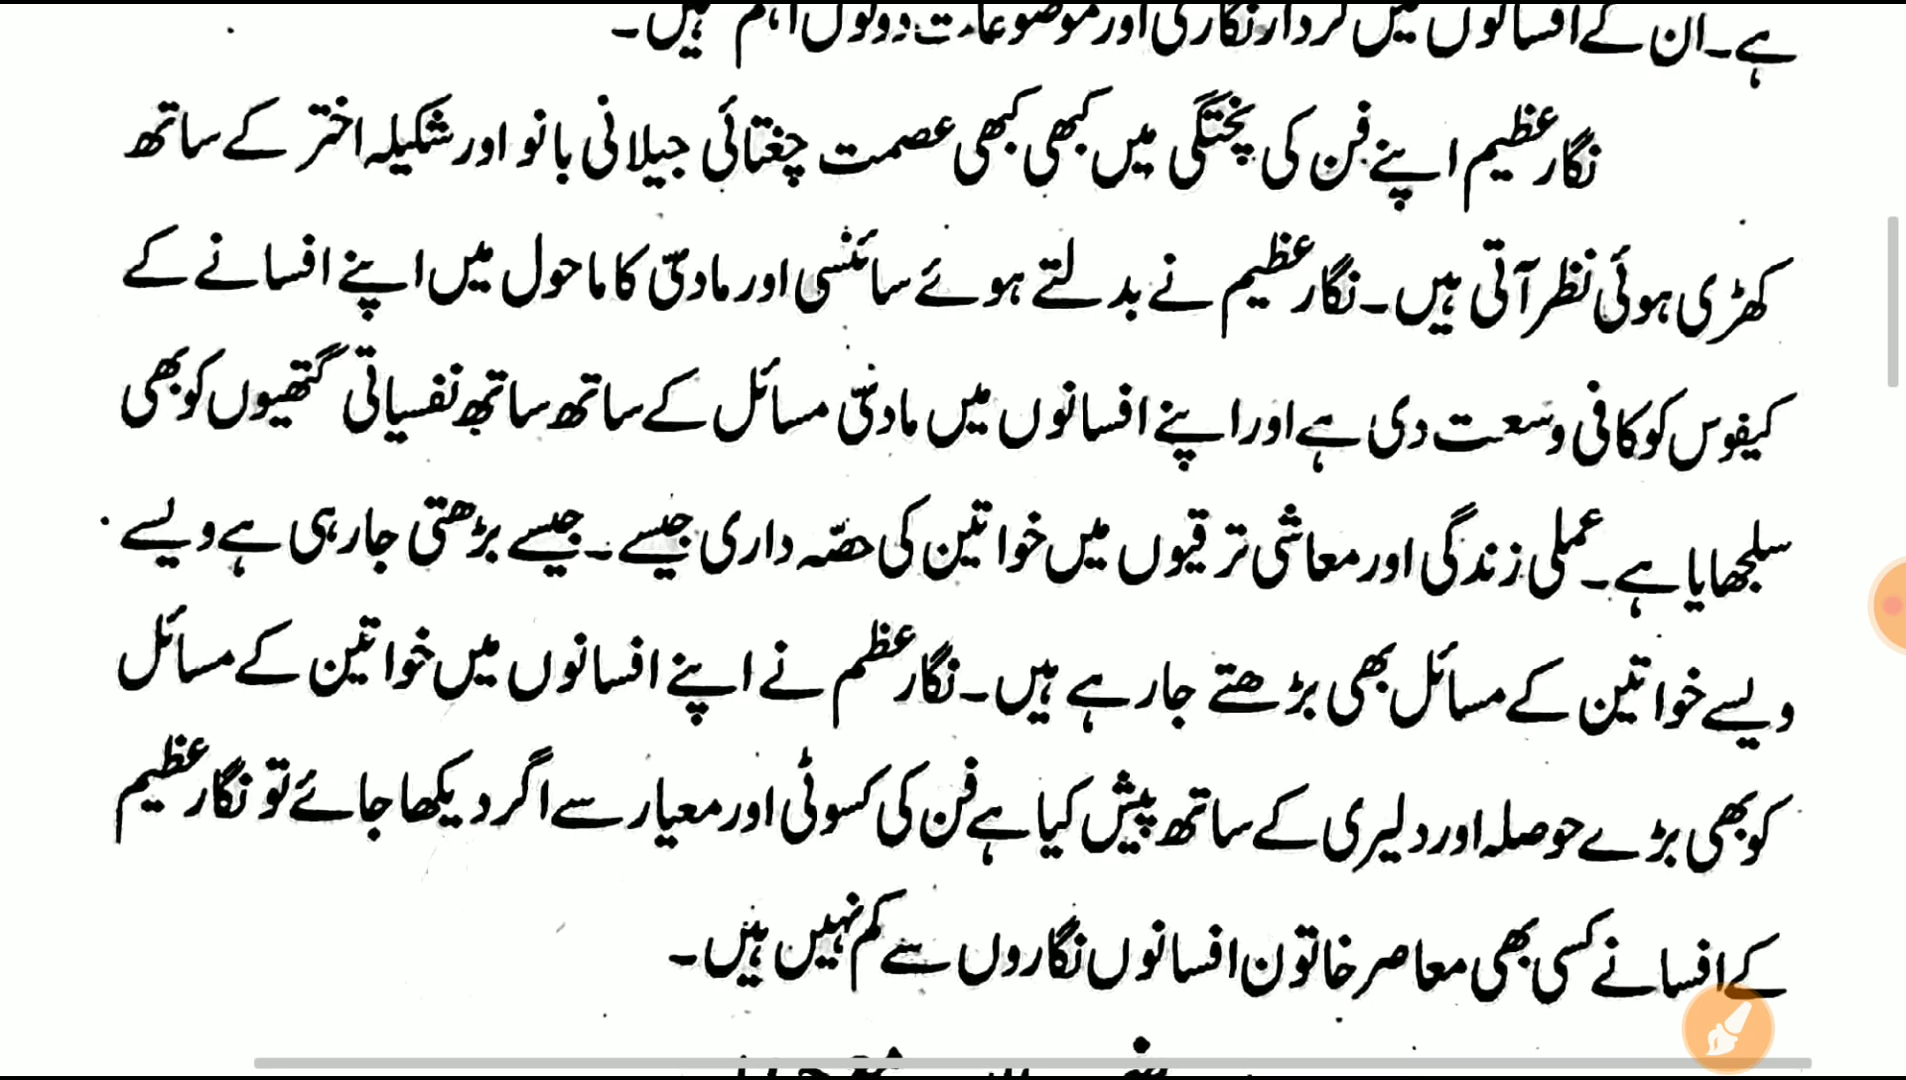 ہے۔ان کے افسانوں میں کردار نگاری اور موضوعات دونوں اہم ہیں۔
نگار عظیم اپنے فن کی پختگی میں کبھی کبھی عصمت چغتائی جیلانی بانو اور شکیلہ اختر کے ساتھ
کھڑی ہوئی نظر آتی ہیں۔نگار عظیم نے بدلتے ہوئے سائنسی اور مادیّ کا ماحول میں اپنے افسانے کے
کیفوس کو کافی وسعت دی ہے اور اپنے افسانوں میں مادیّ مسائل کے ساتھ ساتھ نفسیاتی گتھیوں کو بھی
سلجھایا ہے۔عملی زندگی اور معاشی ترقیوں میں خواتین کی حصّہ داری جیسے۔جیسے بڑھتی جا رہی ہے ویسے
ویسے خواتین کے مسائل بھی بڑھتے جا رہے ہیں۔نگار عظم نے اپنے افسانوں میں خواتین کے مسائل
کو بھی بڑے حوصلہ اور دلیری کے ساتھ پیش کیا ہے فن کی کسوٹی اور معیار سے اگر دیکھا جائے تو نگار عظیم
کے افسانے کسی بھی معاصر خاتون افسانوں نگاروں سے کم نہیں ہیں۔